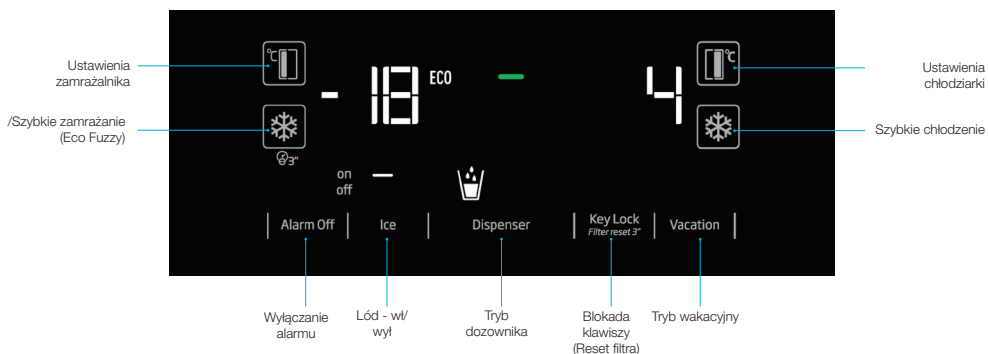 Ustawienia
zamrażalnika
/Szybkie zamrażanie
(Eco Fuzzy)
°C
- 18 ECO
4
°C
Ustawienia
chłodziarki
Szybkie chłodzenie
3"
on
off
Alarm Off
Ice
Dispenser
Key Lock
Filter reset 3"
Vacation
Wyłączanie
alarmu
Lód - wł/
wył
Tryb
dozownika
Blokada
klawiszy
(Reset filtra)
Tryb wakacyjny